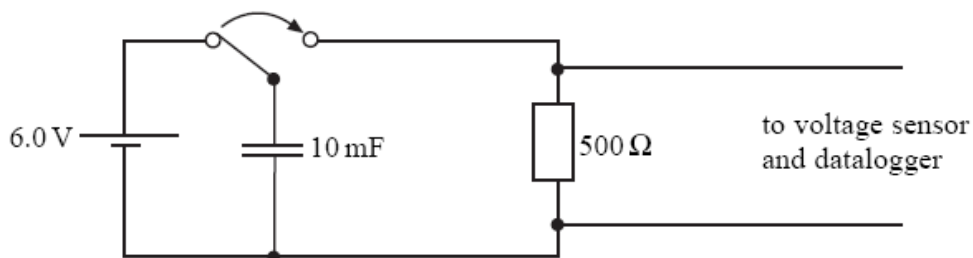 6.0 V
10 mF
500 Ω
to voltage sensor
and datalogger